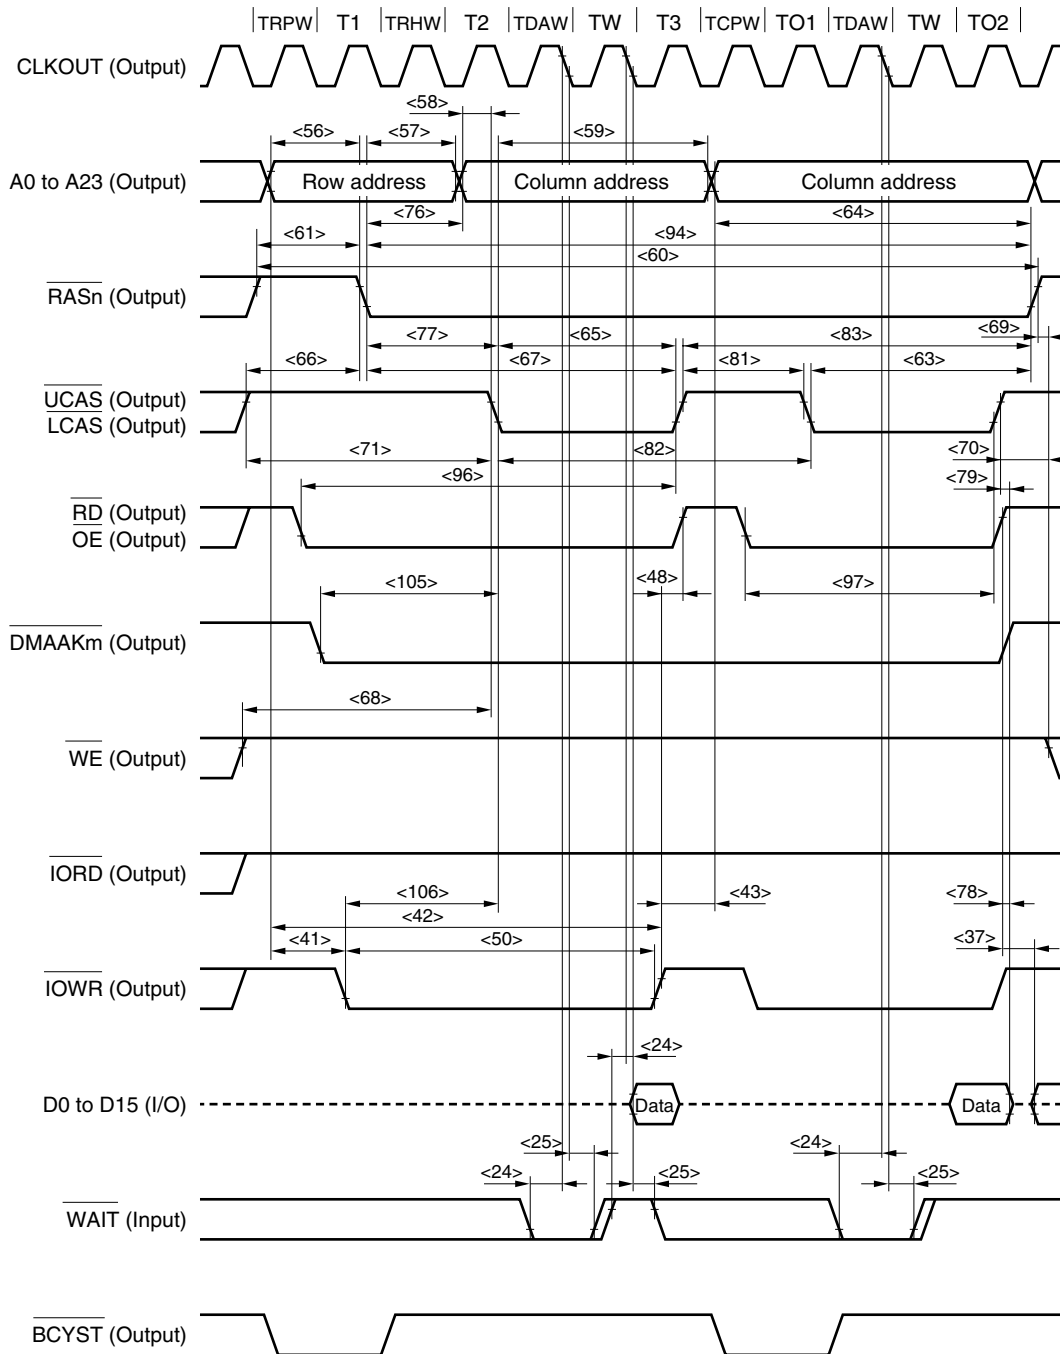 TRPW T1 TRHW T2 TDAW TW T3 TCPW TO1 TDAW TW TO2
CLKOUT (Output)
<58>
<56> <57> <59>
A0 to A23 (Output) Row address Column address Column address
<76> <64>
<61> <94>
<60>
RASn (Output)
<69>
<77> <65> <83>
<66> <67> <81> <63>
UCAS (Output)
LCAS (Output)
<71> <82> <70>
<96> <79>
RD (Output)
OE (Output)
<105> <48> <97>
DMAAKm (Output)
<68>
WE (Output)
IORD (Output)
<106> <43> <78>
<42>
<41> <50> <37>
IOWR (Output)
<24>
D0 to D15 (I/O) Data Data
<25> <24>
<24> <25> <25>
WAIT (Input)
BCYST (Output)